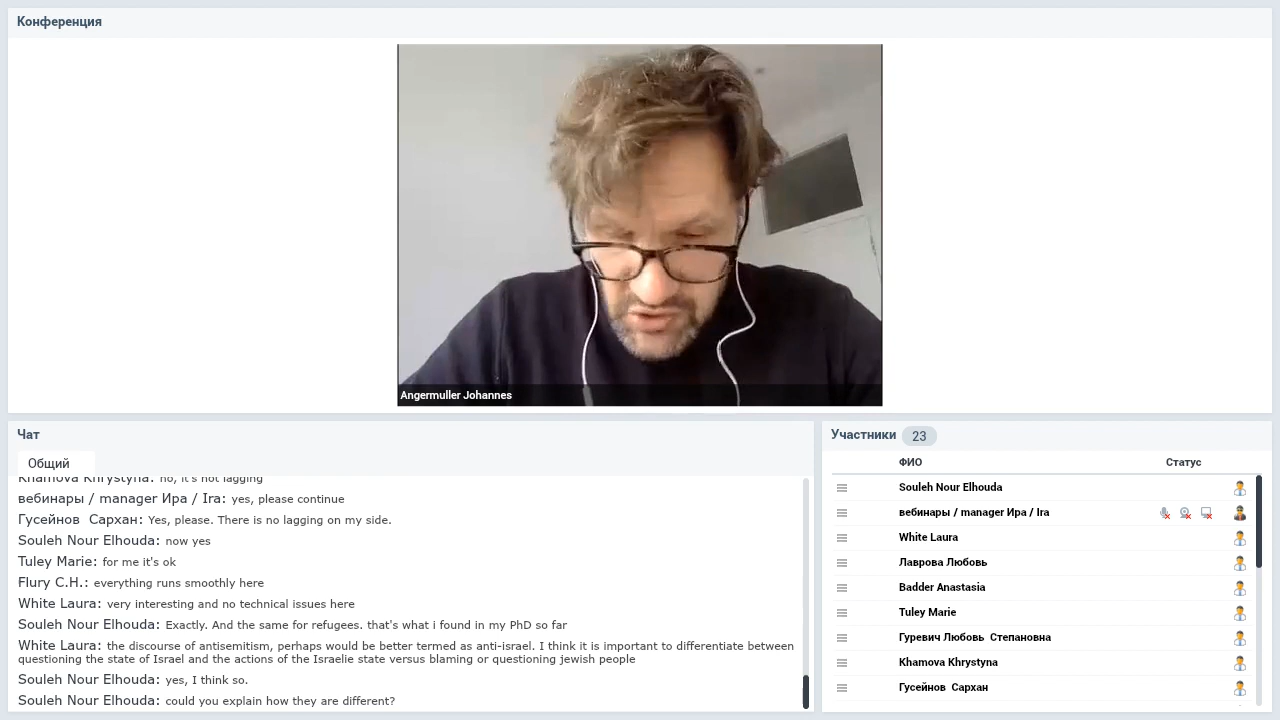 Конференция
Angermuller Johannes
Чат
Общий
Khamova Khrystyna: no, it's not lagging
вебинары / manager Ира / Ira: yes, please continue
Гусейнов Сархан: Yes, please. There is no lagging on my side.
Souleh Nour Elhouda: now yes
Tuley Marie: for me it's ok
Flury C.H.: everything runs smoothly here
White Laura: very interesting and no technical issues here
Souleh Nour Elhouda: Exactly. And the same for refugees. that's what i found in my PhD so far
White Laura: the discourse of antisemitism, perhaps would be better termed as anti-israel. I think it is important to differentiate between
questioning the state of Israel and the actions of the Israelie state versus blaming or questioning jewish people
Souleh Nour Elhouda: yes, I think so.
Souleh Nour Elhouda: could you explain how they are different?
Участники 23
ФИО Статус
Souleh Nour Elhouda
вебинары / manager Ира / Ira
White Laura
Лаврова Любовь
Badder Anastasia
Tuley Marie
Гуревич Любовь Степановна
Khamova Khrystyna
Гусейнов Сархан